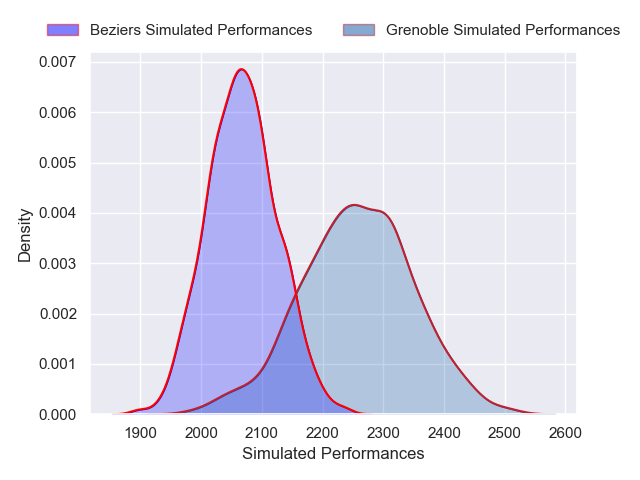 Beziers Simulated Performances
Grenoble Simulated Performances
0.007
0.006
0.005
0.004
0.003
0.002
0.001
0.000
Density
1900 2000 2100 2200 2300 2400 2500 2600
Simulated Performances